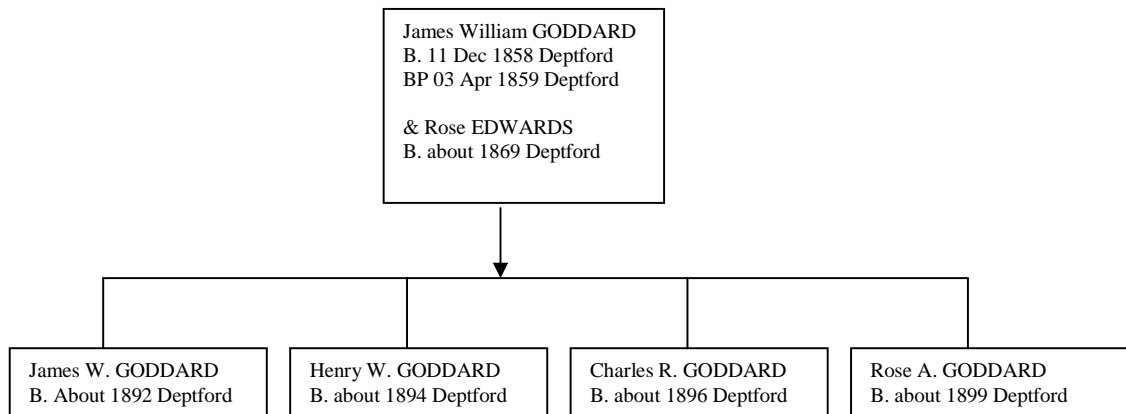 James William GODDARD
B. 11 Dec 1858 Deptford
BP 03 Apr 1859 Deptford
& Rose EDWARDS
B. about 1869 Deptford
James W. GODDARD
B. About 1892 Deptford
Henry W. GODDARD
B. about 1894 Deptford
Charles R. GODDARD
B. about 1896 Deptford
Rose A. GODDARD
B. about 1899 Deptford